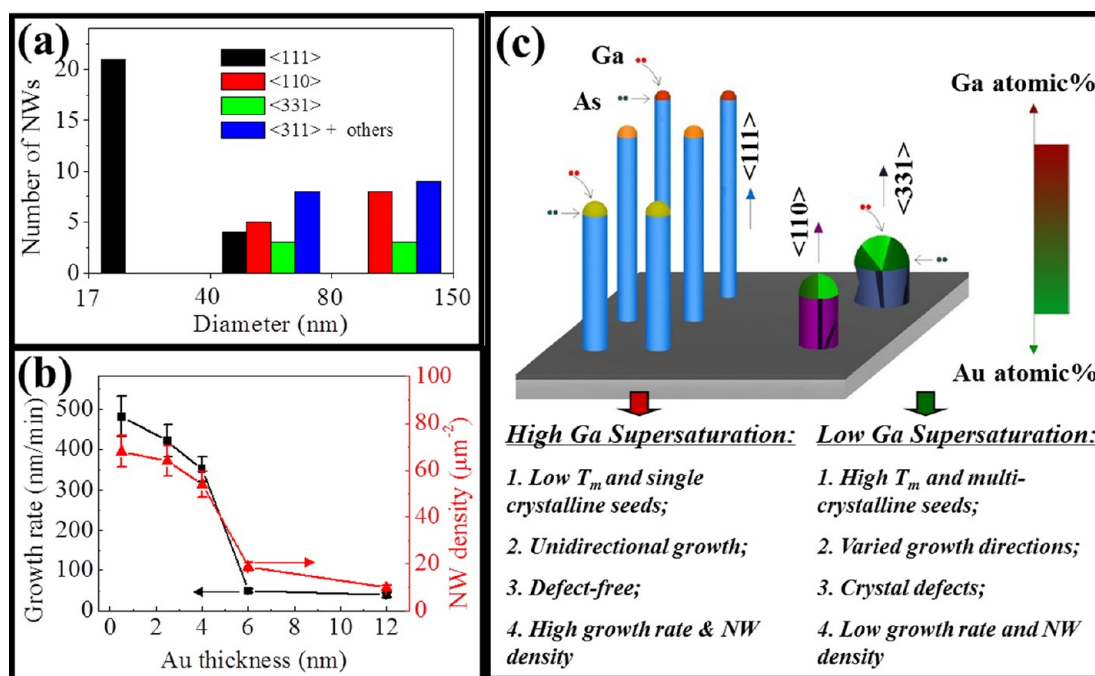 (a)
20
15
10
5
0
Number of NWs
<111>
<110>
<331>
<311> + others
17
40
80
150
Diameter (nm)
(b)
500
400
300
200
100
50
0
Growth rate (nm/min)
100
80
60
40
20
0
NW density (μm⁻²)
0
2
4
6
8
10
12
Au thickness (nm)
(c)
Ga
As
<111>
<110>
<331>
Ga atomic%
Au atomic%
High Ga Supersaturation:
1. Low Tₘ and single
crystalline seeds;
2. Unidirectional growth;
3. Defect-free;
4. High growth rate & NW
density
Low Ga Supersaturation:
1. High Tₘ and multi-
crystalline seeds;
2. Varied growth directions;
3. Crystal defects;
4. Low growth rate and NW
density